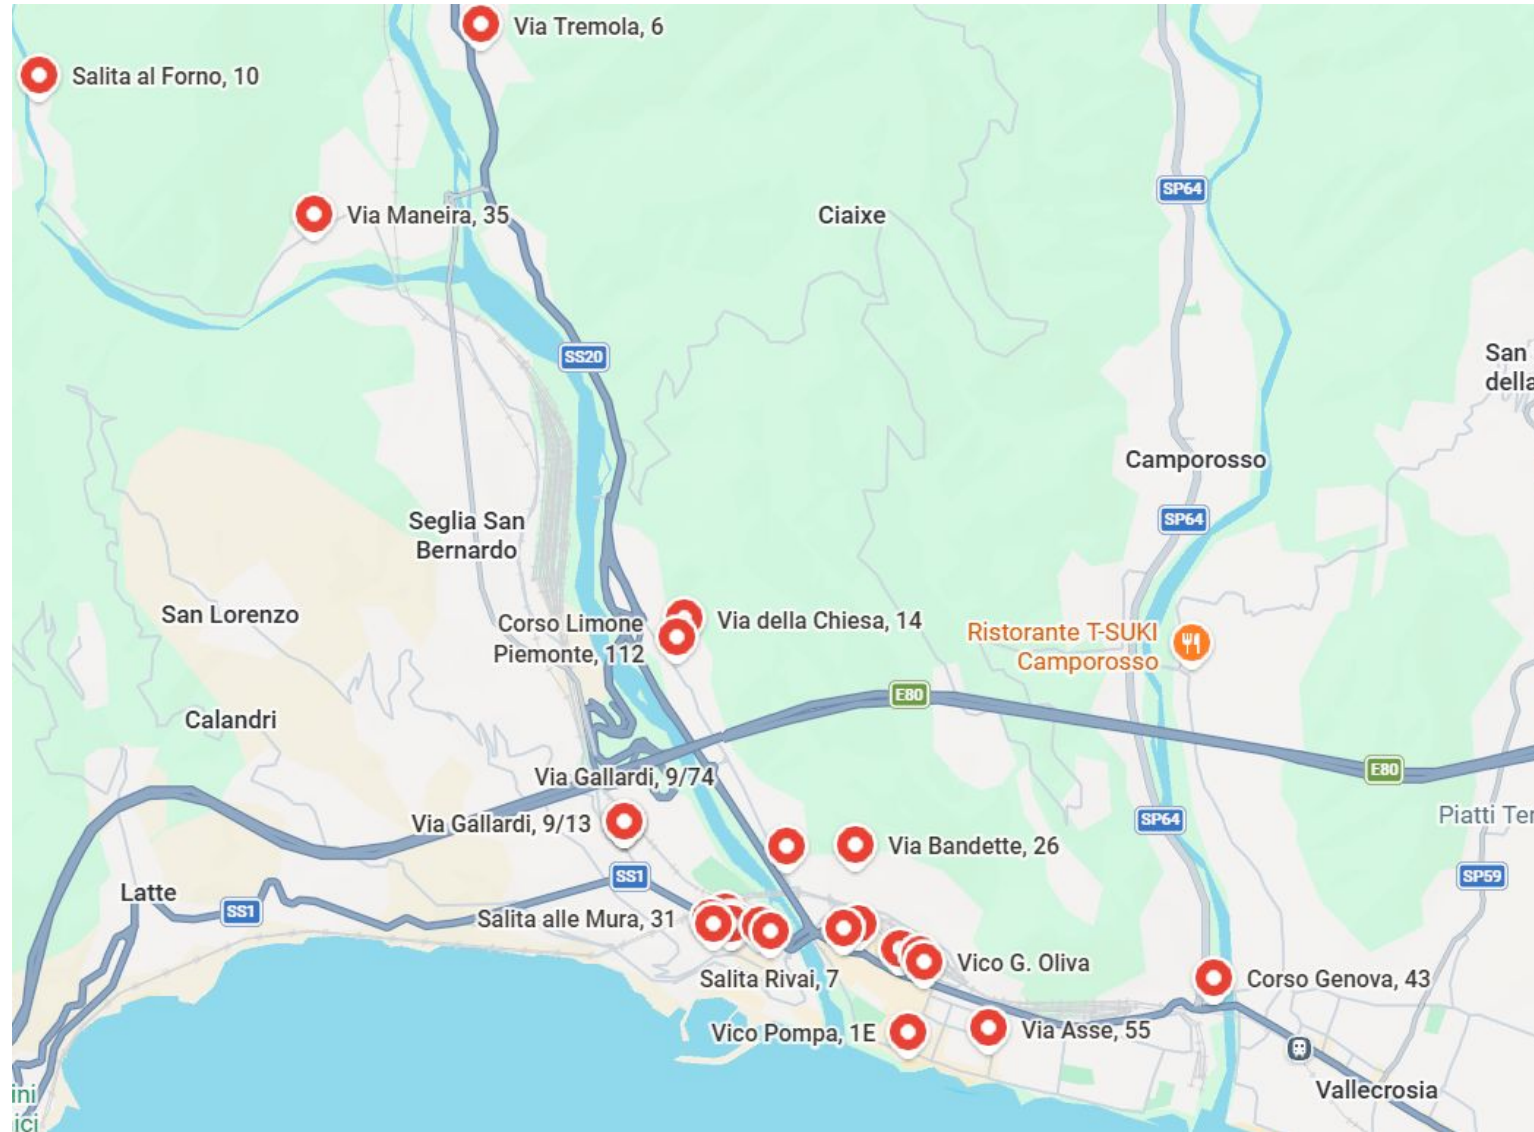 Via Tremola, 6
Salita al Forno, 10
SP64
Via Maneira, 35
Ciaixe
SS20
San
della
Camporosso
Seglia San
Bernardo
SP64
San Lorenzo
Corso Limone
Piemonte, 112
Via della Chiesa, 14
Ristorante T-SUKI
Camporosso
E80
Calandri
E80
Via Gallardi, 9/74
Via Gallardi, 9/13
SP64
Piatti Ter
Via Bandette, 26
SS1
SP59
Latte
SS1
Salita alle Mura, 31
Vico G. Oliva
Salita Rivai, 7
Corso Genova, 43
Vico Pompa, 1E
Via Asse, 55
Vallecrosia
ini
ici